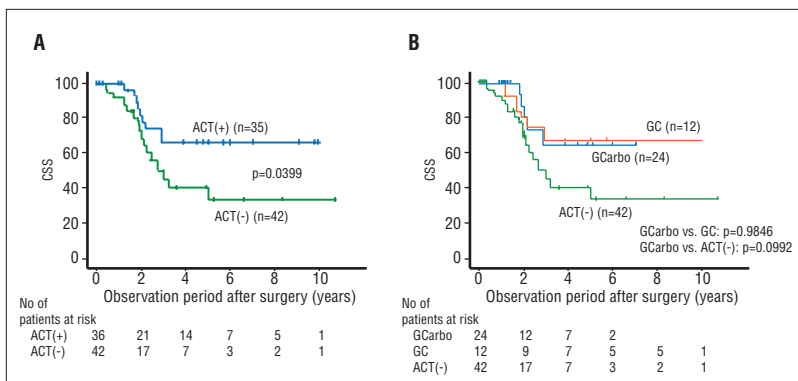 A
100
80
60
40
20
0
CSS
ACT(+) (n=35)
p=0.0399
ACT(-) (n=42)
0 2 4 6 8 10
Observation period after surgery (years)
No of
patients at risk
ACT(+) 36 21 14 7 5 1
ACT(-) 42 17 7 3 2 1
B
100
80
60
40
20
0
CSS
GC (n=12)
GCarbo (n=24)
ACT(-) (n=42)
GCarbo vs. GC: p=0.9846
GCarbo vs. ACT(-): p=0.0992
0 2 4 6 8 10
Observation period after surgery (years)
No of
patients at risk
GCarbo 24 12 7 2
GC 12 9 7 5 5 1
ACT(-) 42 17 7 3 2 1